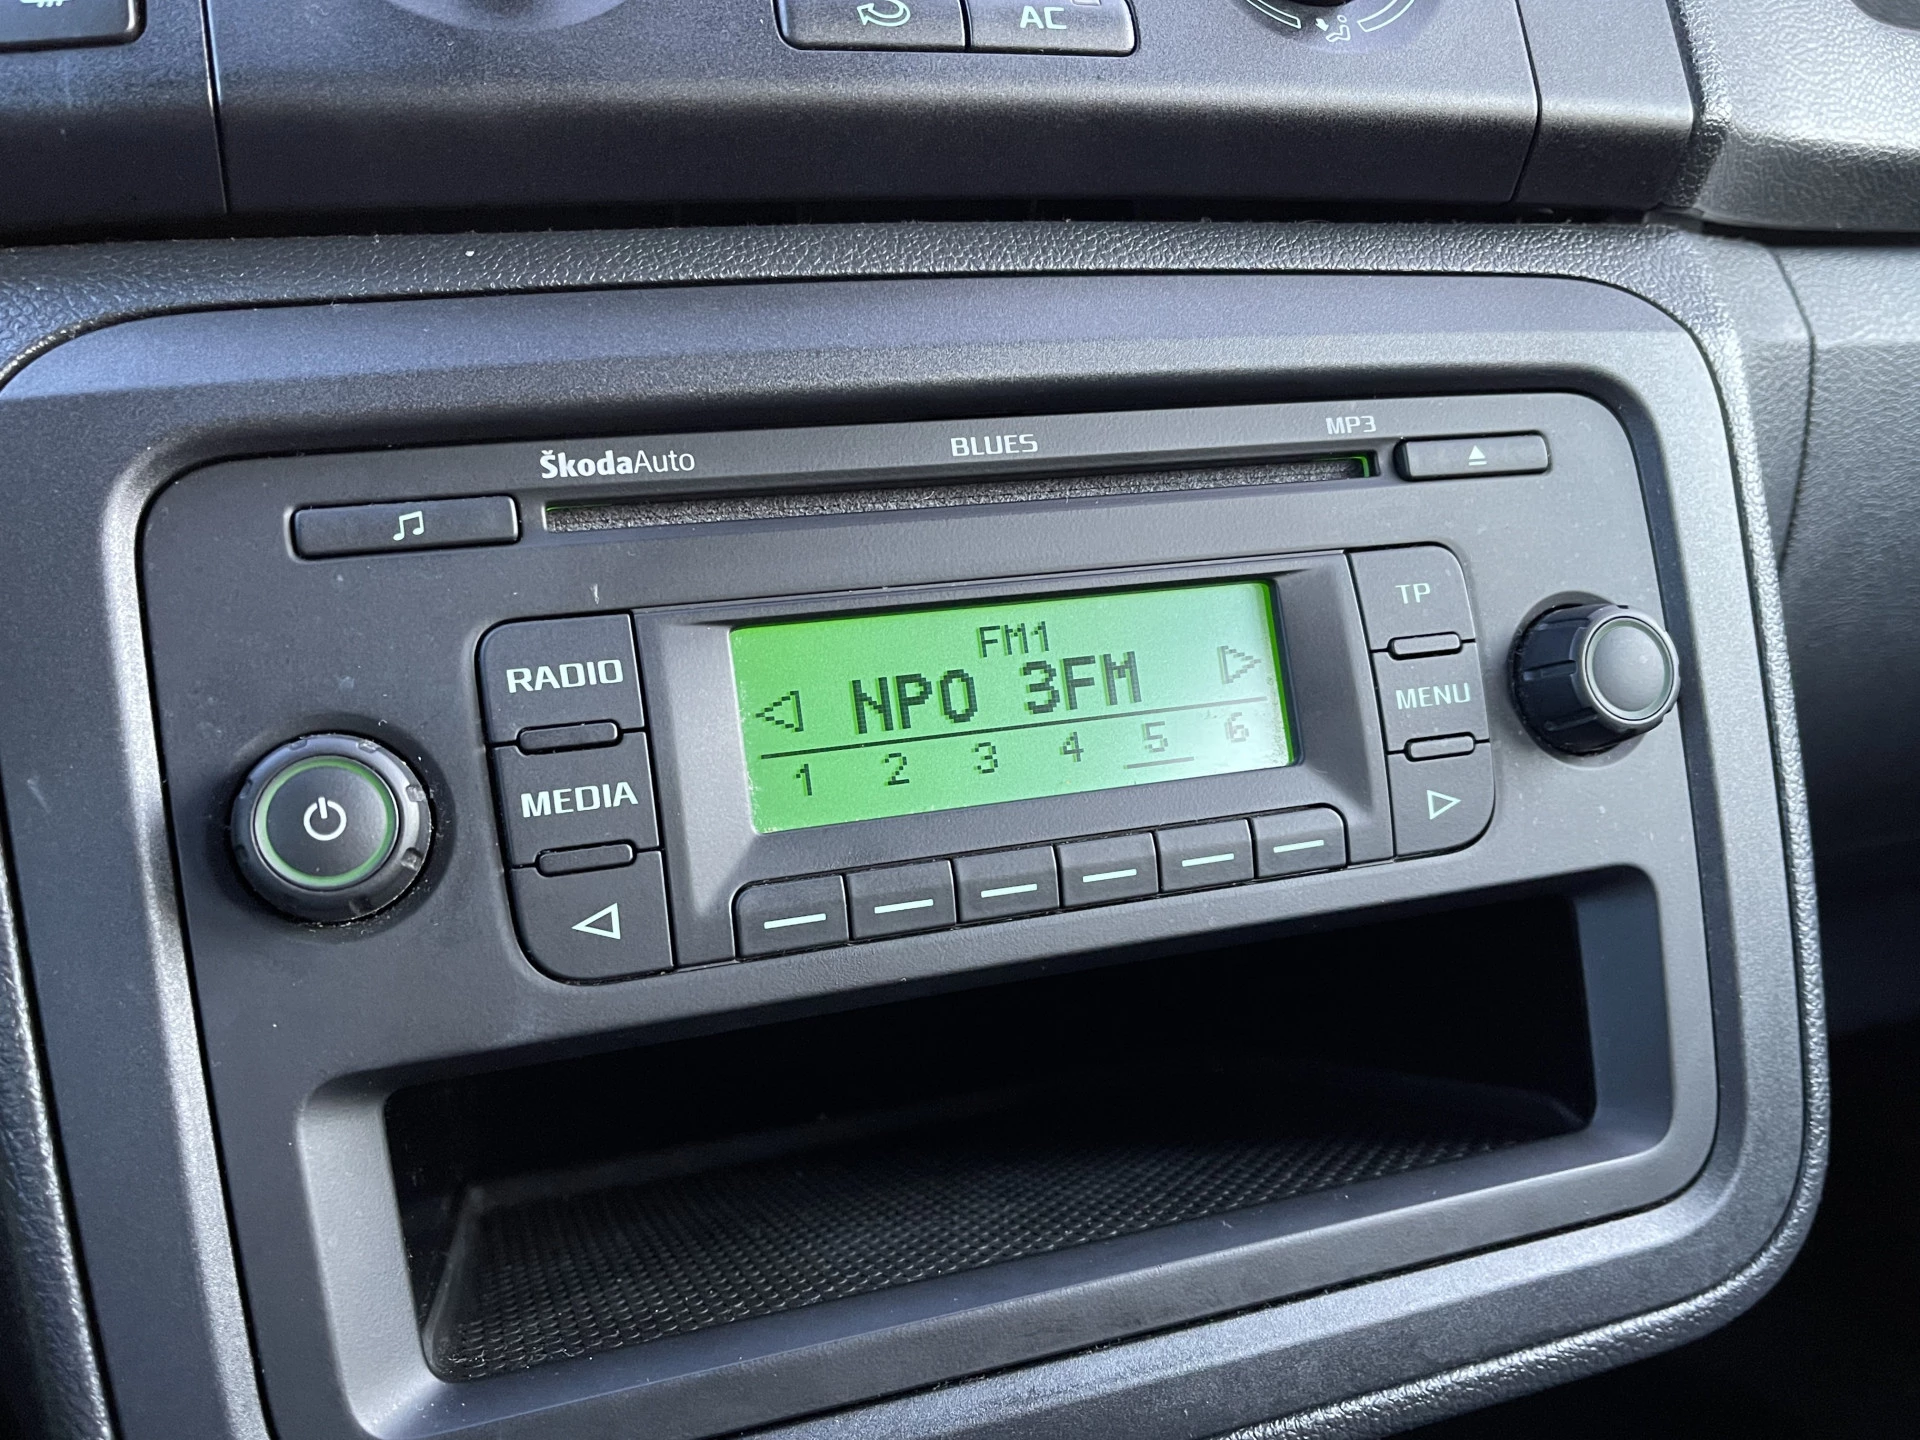 AC
ŠkodaAuto
BLUES
MP3
RADIO
MEDIA
FM1
NPO 3FM
1 2 3 4 5 6
TP
MENU